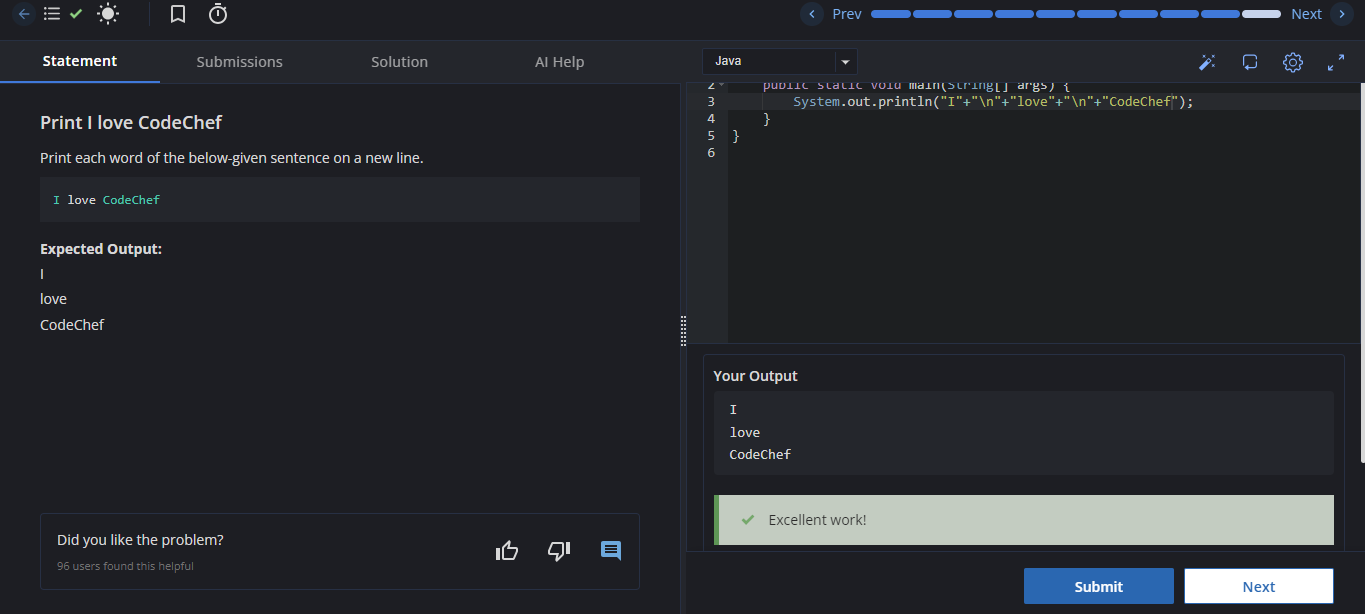 Prev
Next
Statement
Submissions
Solution
AI Help
Print I love CodeChef
Print each word of the below-given sentence on a new line.
I love CodeChef
Expected Output:
I
love
CodeChef
Did you like the problem?
96 users found this helpful
Java
2 public static void main(String[] args) {
3 System.out.println("I"+"\n"+"love"+"\n"+"CodeChef");
4 }
5 }
6
Your Output
I
love
CodeChef
Excellent work!
Submit
Next